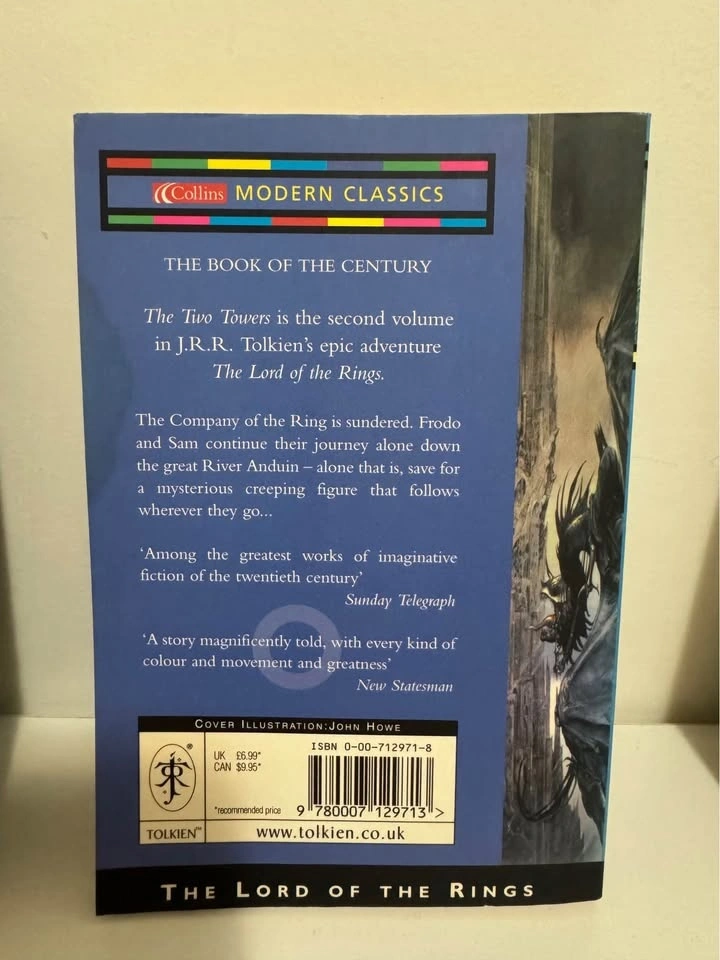 Collins MODERN CLASSICS
THE BOOK OF THE CENTURY
The Two Towers is the second volume
in J.R.R. Tolkien's epic adventure
The Lord of the Rings.
The Company of the Ring is sundered. Frodo
and Sam continue their journey alone down
the great River Anduin – alone that is, save for
a mysterious creeping figure that follows
wherever they go...
'Among the greatest works of imaginative
fiction of the twentieth century'
Sunday Telegraph
'A story magnificently told, with every kind of
colour and movement and greatness'
New Statesman
COVER ILLUSTRATION:JOHN HOWE
®
UK £6.99*
CAN $9.95*
*recommended price
ISBN 0-00-712971-8
9 780007 129713 >
TOLKIEN™
www.tolkien.co.uk
THE LORD OF THE RINGS